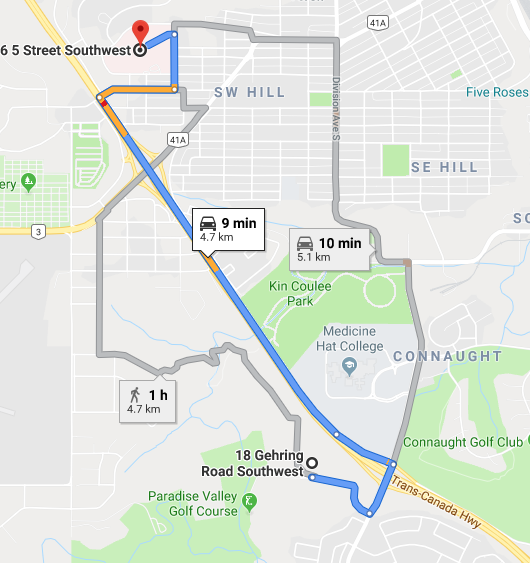 41A
6 5 Street Southwest
Five Roses
SW HILL
Division Ave S
41A
SE HILL
ery
3
9 min
4.7 km
10 min
5.1 km
SO
Kin Coulee
Park
Medicine
Hat College
CONNAUGHT
1 h
4.7 km
18 Gehring
Road Southwest
Connaught Golf Club
Trans-Canada Hwy
Paradise Valley
Golf Course